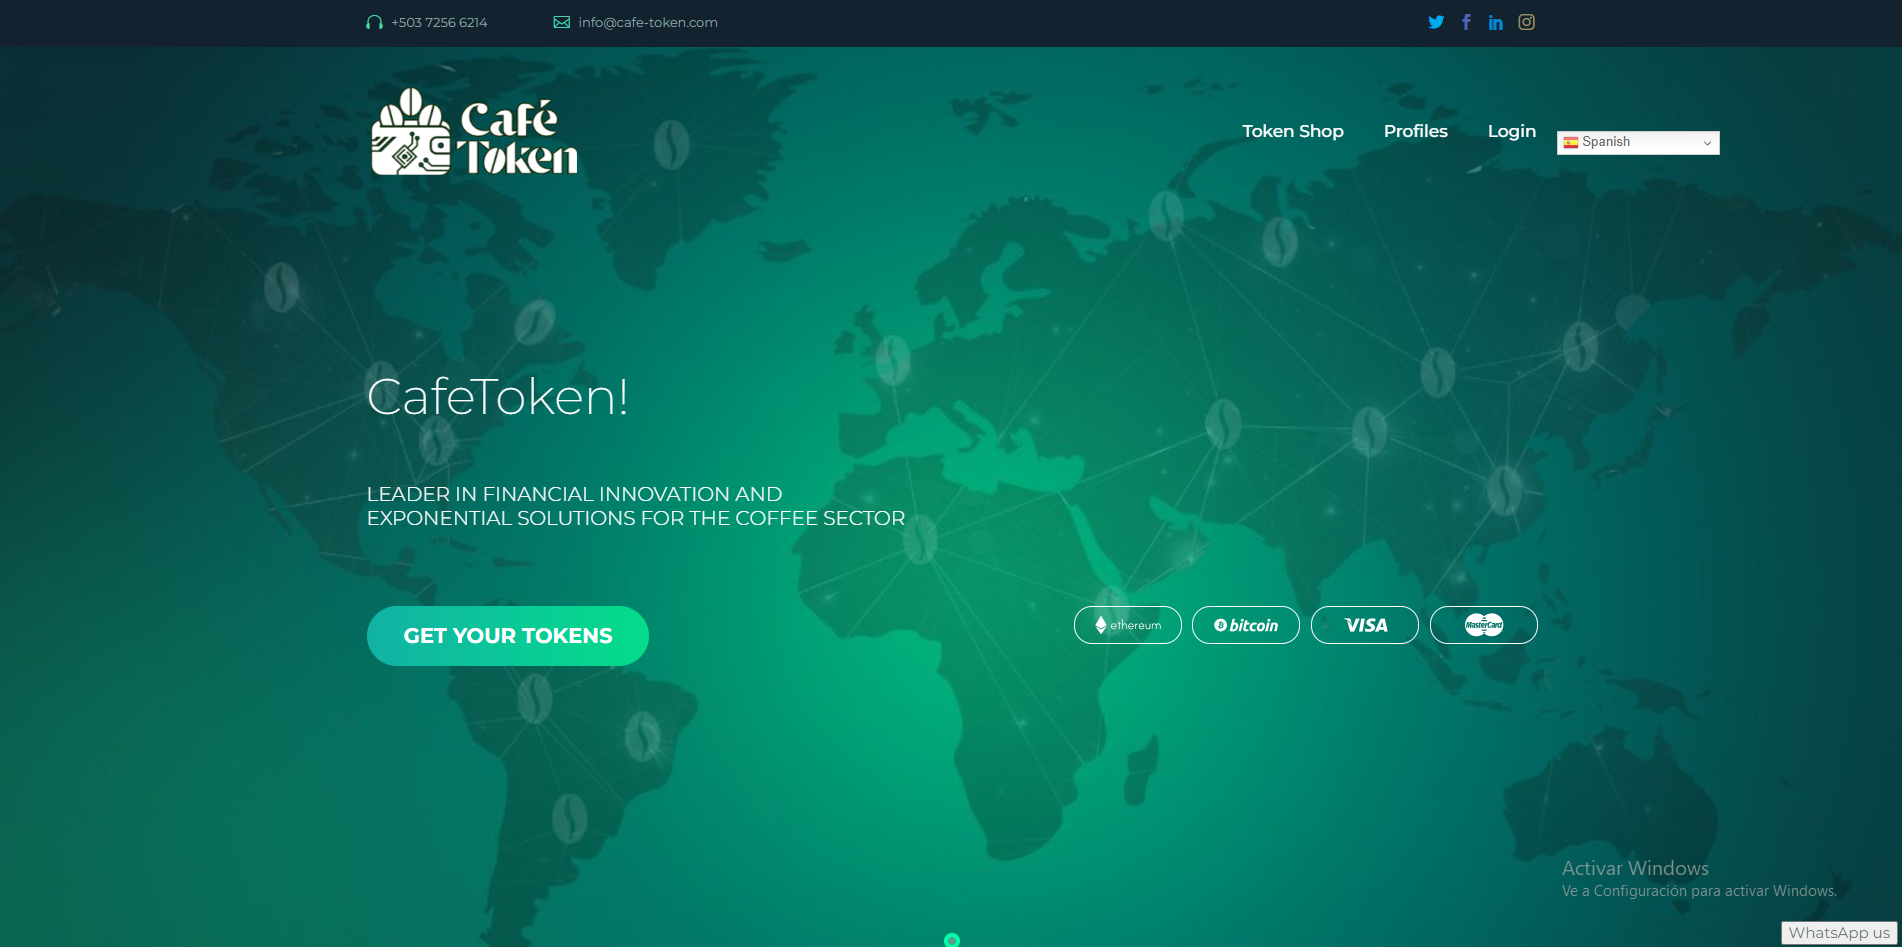 +503 7256 6214
info@cafe-token.com
Café
Token
Token Shop
Profiles
Login
Spanish
CafeToken!
LEADER IN FINANCIAL INNOVATION AND
EXPONENTIAL SOLUTIONS FOR THE COFFEE SECTOR
GET YOUR TOKENS
ethereum
bitcoin
VISA
MasterCard
Activar Windows
Ve a Configuración para activar Windows.
WhatsApp us